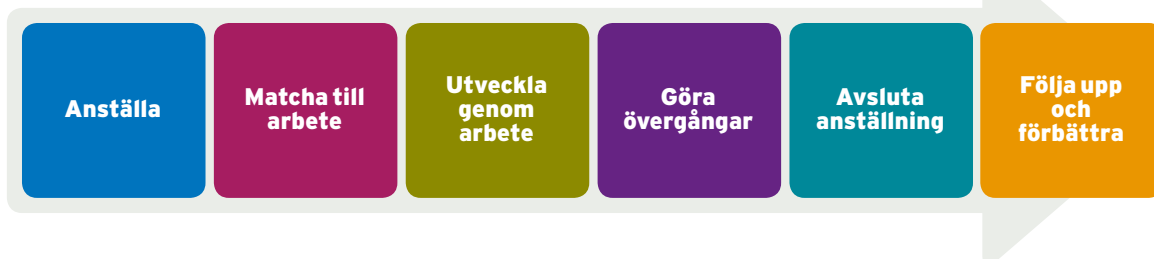 Anställa
Matcha till
arbete
Utveckla
genom
arbete
Göra
övergångar
Avsluta
anställning
Följa upp
och
förbättra